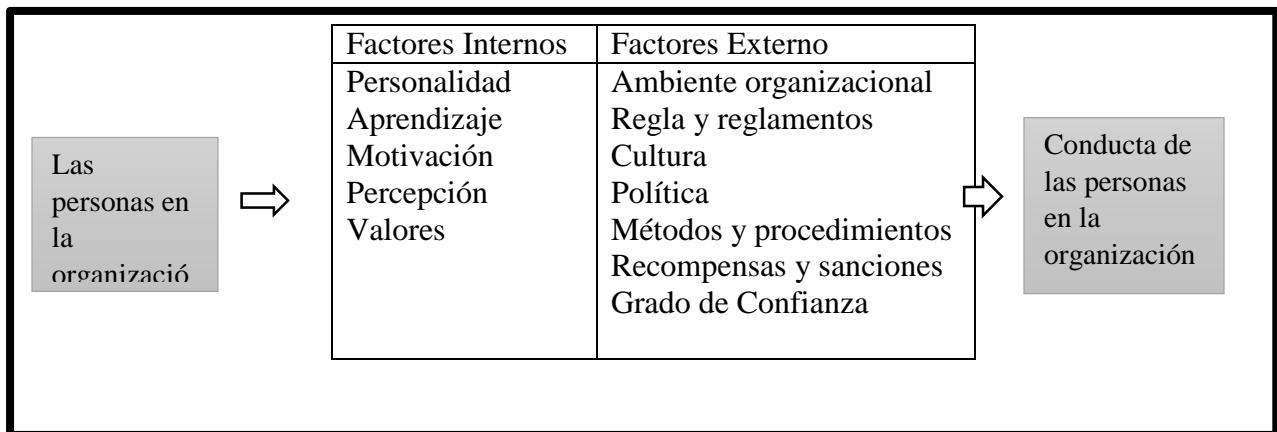 Las
personas en
la
organizació
Factores Internos
Personalidad
Aprendizaje
Motivación
Percepción
Valores
Factores Externo
Ambiente organizacional
Regla y reglamentos
Cultura
Política
Métodos y procedimientos
Recompensas y sanciones
Grado de Confianza
Conducta de
las personas
en la
organización